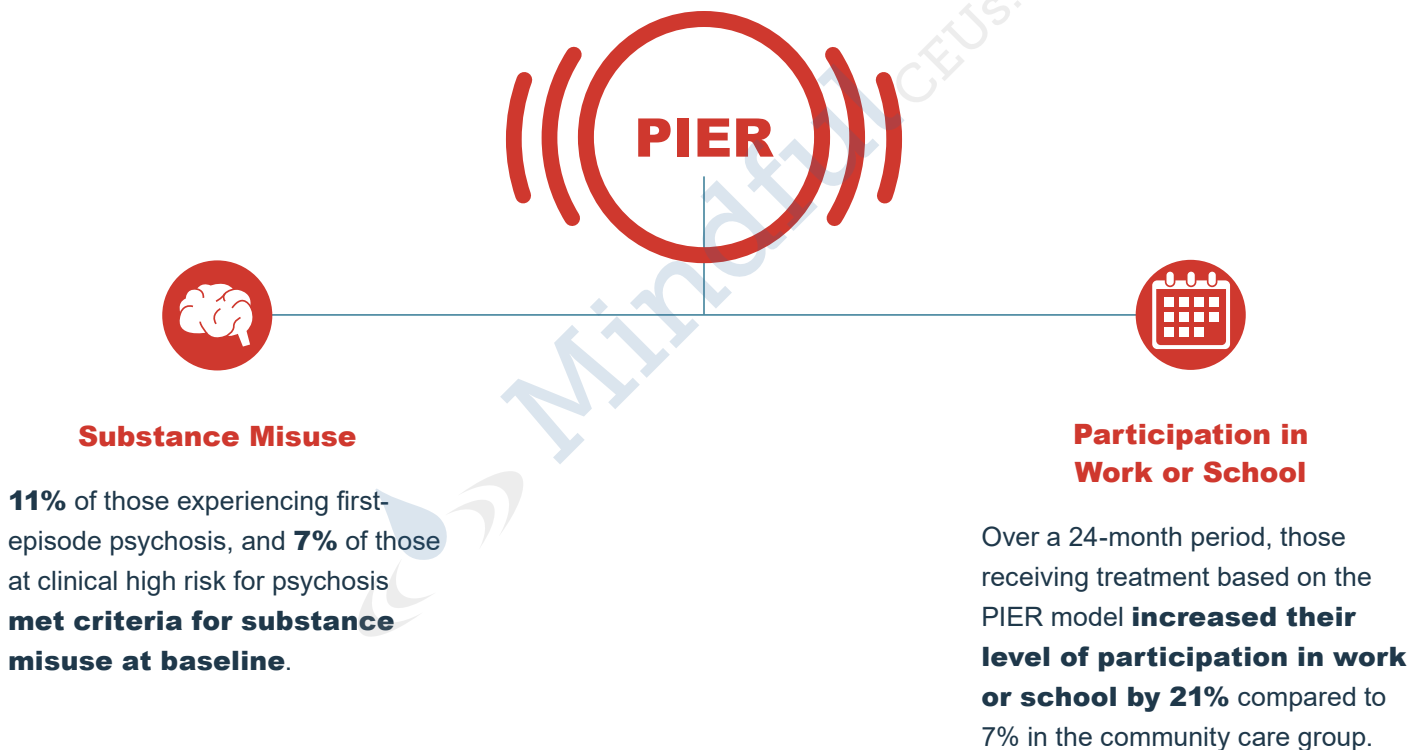 PIER
Substance Misuse
11% of those experiencing first-
episode psychosis, and 7% of those
at clinical high risk for psychosis
met criteria for substance
misuse at baseline.
Participation in
Work or School
Over a 24-month period, those
receiving treatment based on the
PIER model increased their
level of participation in work
or school by 21% compared to
7% in the community care group.
Mindful CEUs.